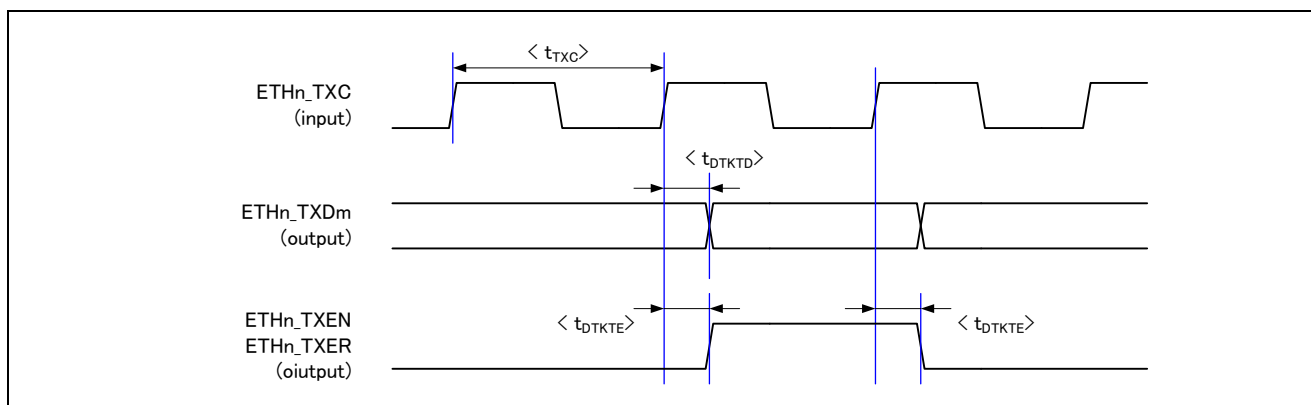 < tTXC>
ETHn_TXC
(input)
< tDTKTD>
ETHn_TXDm
(output)
ETHn_TXEN
ETHn_TXER
(oiutput)
< tDTKTE>
< tDTKTE>